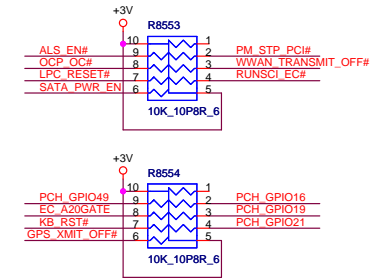 +3V
R8553
10 1
ALS_EN# 9 2 PM_STP_PCI#
OCP_OC# 8 3 WWAN_TRANSMIT_OFF#
LPC_RESET# 7 4 RUNSCI_EC#
SATA_PWR_EN 6 5
10K_10P8R_6
+3V
R8554
10 1
PCH_GPIO49 9 2 PCH_GPIO16
EC_A20GATE 8 3 PCH_GPIO19
KB_RST# 7 4 PCH_GPIO21
GPS_XMIT_OFF# 6 5
10K_10P8R_6